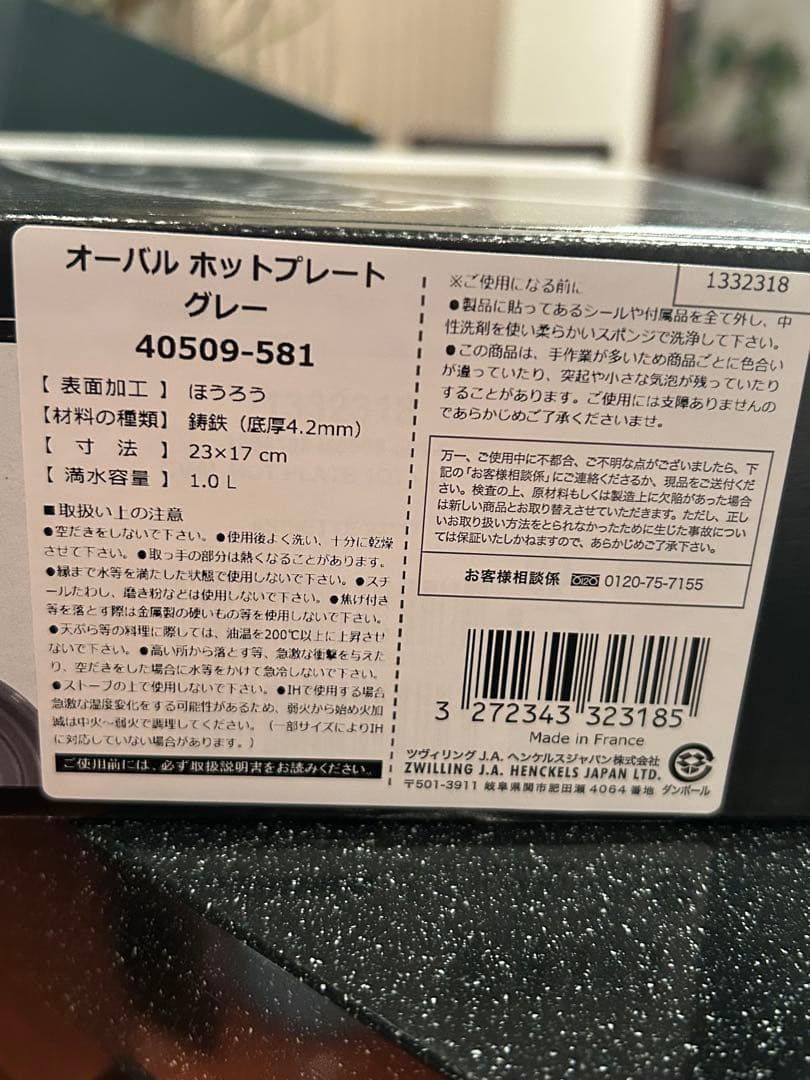 オーバル ホットプレート
グレー
40509-581
【 表面加工 】 ほうろう
【材料の種類】 鋳鉄（底厚4.2mm）
【 寸 法 】 23×17 cm
【 満水容量 】 1.0 L
■取扱い上の注意
●空だきをしないで下さい。●使用後よく洗い、十分に乾燥
させて下さい。●取っ手の部分は熱くなることがあります。
●縁まで水等を満たした状態で使用しないで下さい。●スチ
ールたわし、磨き粉などは使用しないで下さい。●焦げ付き
等を落とす際は金属製の硬いもの等を使用しないで下さい。
●天ぷら等の料理に際しては、油温を200℃以上に上昇させ
ないで下さい。●高い所から落とす等、急激な衝撃を与えた
り、空だきをした場合に水等をかけて急冷しないで下さい。
●ストーブの上で使用しないで下さい。●IHで使用する場合
急激な温度変化をする可能性があるため、弱火から始め火加
減は中火～弱火で調理してください。（一部サイズによりIH
に対応していない場合があります。）
ご使用前には、必ず取扱説明書をお読みください。
1332318
※ご使用になる前に
●製品に貼ってあるシールや付属品を全て外し、中
性洗剤を使い柔らかいスポンジで洗浄して下さい。
●この商品は、手作業が多いため商品ごとに色合い
が違っていたり、突起や小さな気泡が残っていたり
することがあります。ご使用には支障ありませんの
であらかじめご了承くださいませ。
万一、ご使用中に不都合、ご不明な点がございましたら、下
記の「お客様相談係」にご連絡くださるか、現品をご送付くだ
さい。検査の上、原材料もしくは製造上に欠陥があった場合
は新しい商品とお取り替えさせていただきます。ただし、正し
いお取り扱い方法をとられなかったために生じた事故につい
ては保証いたしかねますので、あらかじめご了承下さい。
お客様相談係 0120-75-7155
3 272343 323185
Made in France
ツヴィリング J.A. ヘンケルスジャパン株式会社
ZWILLING J.A. HENCKELS JAPAN LTD.
〒501-3911 岐阜県関市肥田瀬 4064 番地 ダンボール